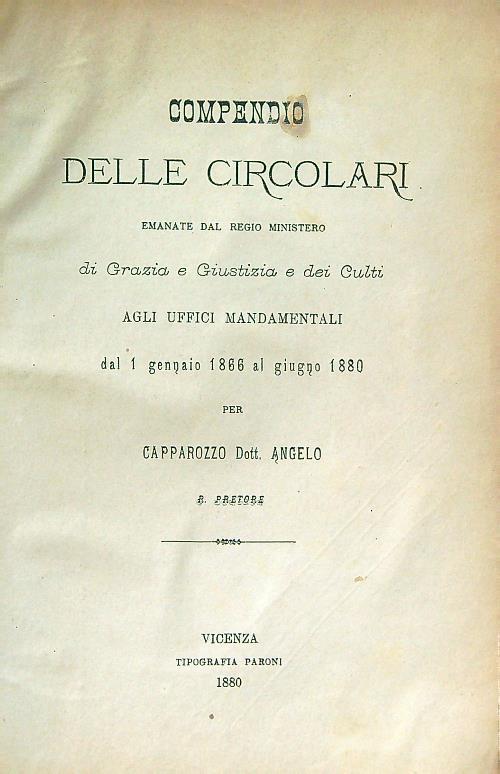 COMPENDIO
DELLE CIRCOLARI
EMANATE DAL REGIO MINISTERO
di Grazia e Giustizia e dei Culti
AGLI UFFICI MANDAMENTALI
dal 1 gennaio 1866 al giugno 1880
PER
CAPPAROZZO Dott. ANGELO
R. PRETORE
VICENZA
TIPOGRAFIA PARONI
1880